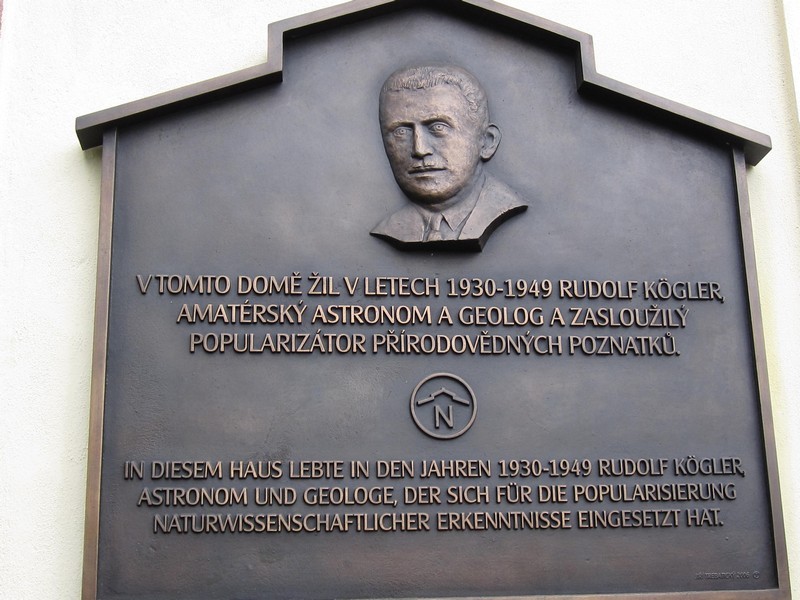 V TOMTO DOMĚ ŽIL V LETECH 1930-1949 RUDOLF KÖGLER,
AMATÉRSKÝ ASTRONOM A GEOLOG A ZASLOUŽILÝ
POPULARIZÁTOR PŘÍRODOVĚDNÝCH POZNATKŮ.
N
IN DIESEM HAUS LEBTE IN DEN JAHREN 1930-1949 RUDOLF KÖGLER,
ASTRONOM UND GEOLOGE, DER SICH FÜR DIE POPULARISIERUNG
NATURWISSENSCHAFTLICHER ERKENNTNISSE EINGESETZT HAT.